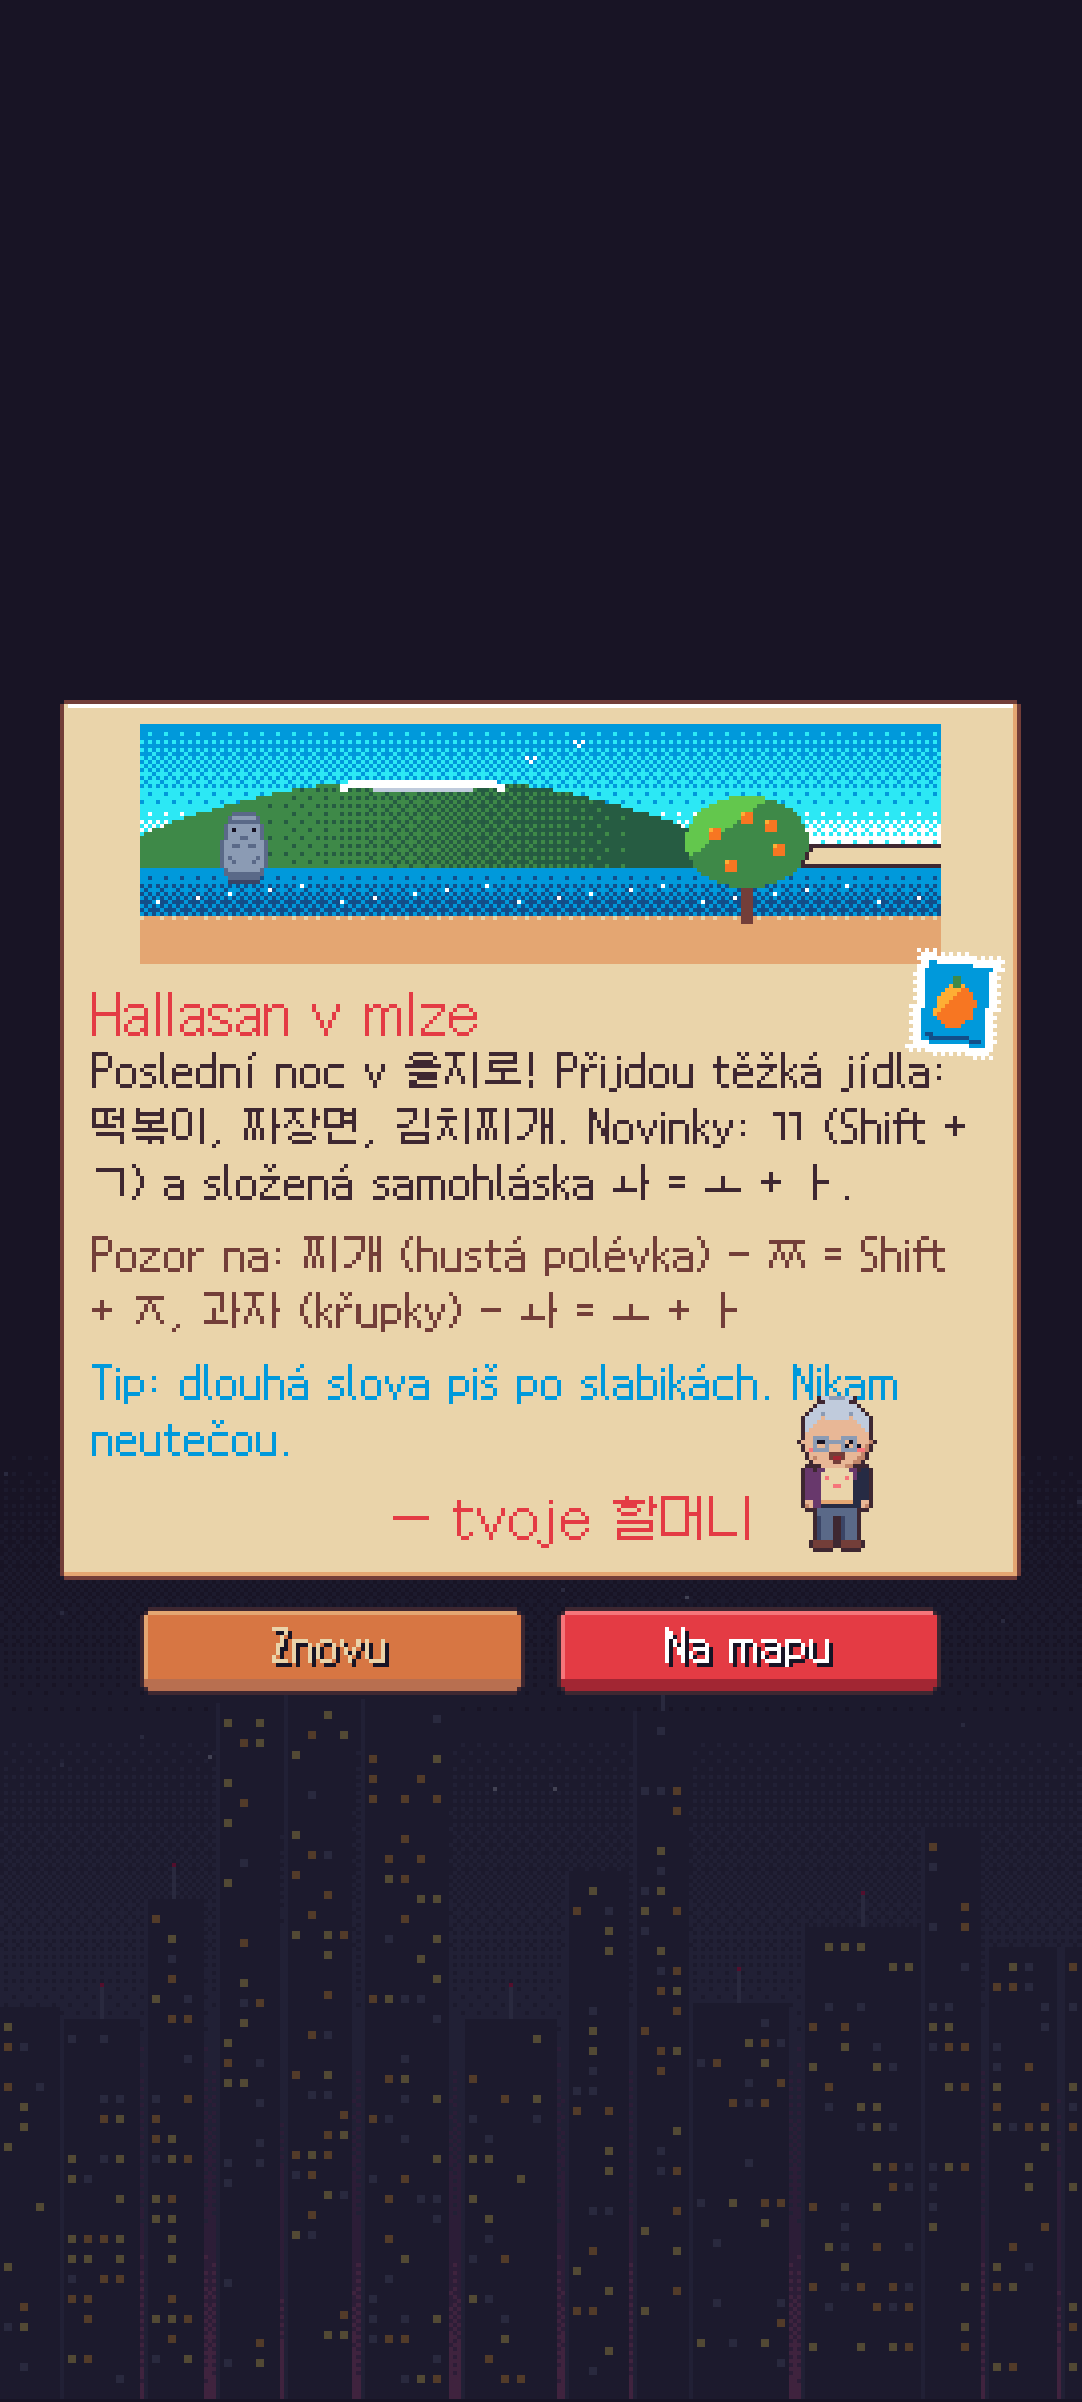 Hallasan v mlze
Poslední noc v 을지로! Přijdou těžká jídla:
떡볶이, 짜장면, 김치찌개. Novinky: ㄲ (Shift +
ㄱ) a složená samohláska ㅘ = ㅗ + ㅏ.
Pozor na: 찌개 (hustá polévka) – ㅉ = Shift
+ ㅈ, 과자 (křupky) – ㅘ = ㅗ + ㅏ
Tip: dlouhá slova piš po slabikách. Nikam
neutečou.
— tvoje 할머니
Znovu
Na mapu